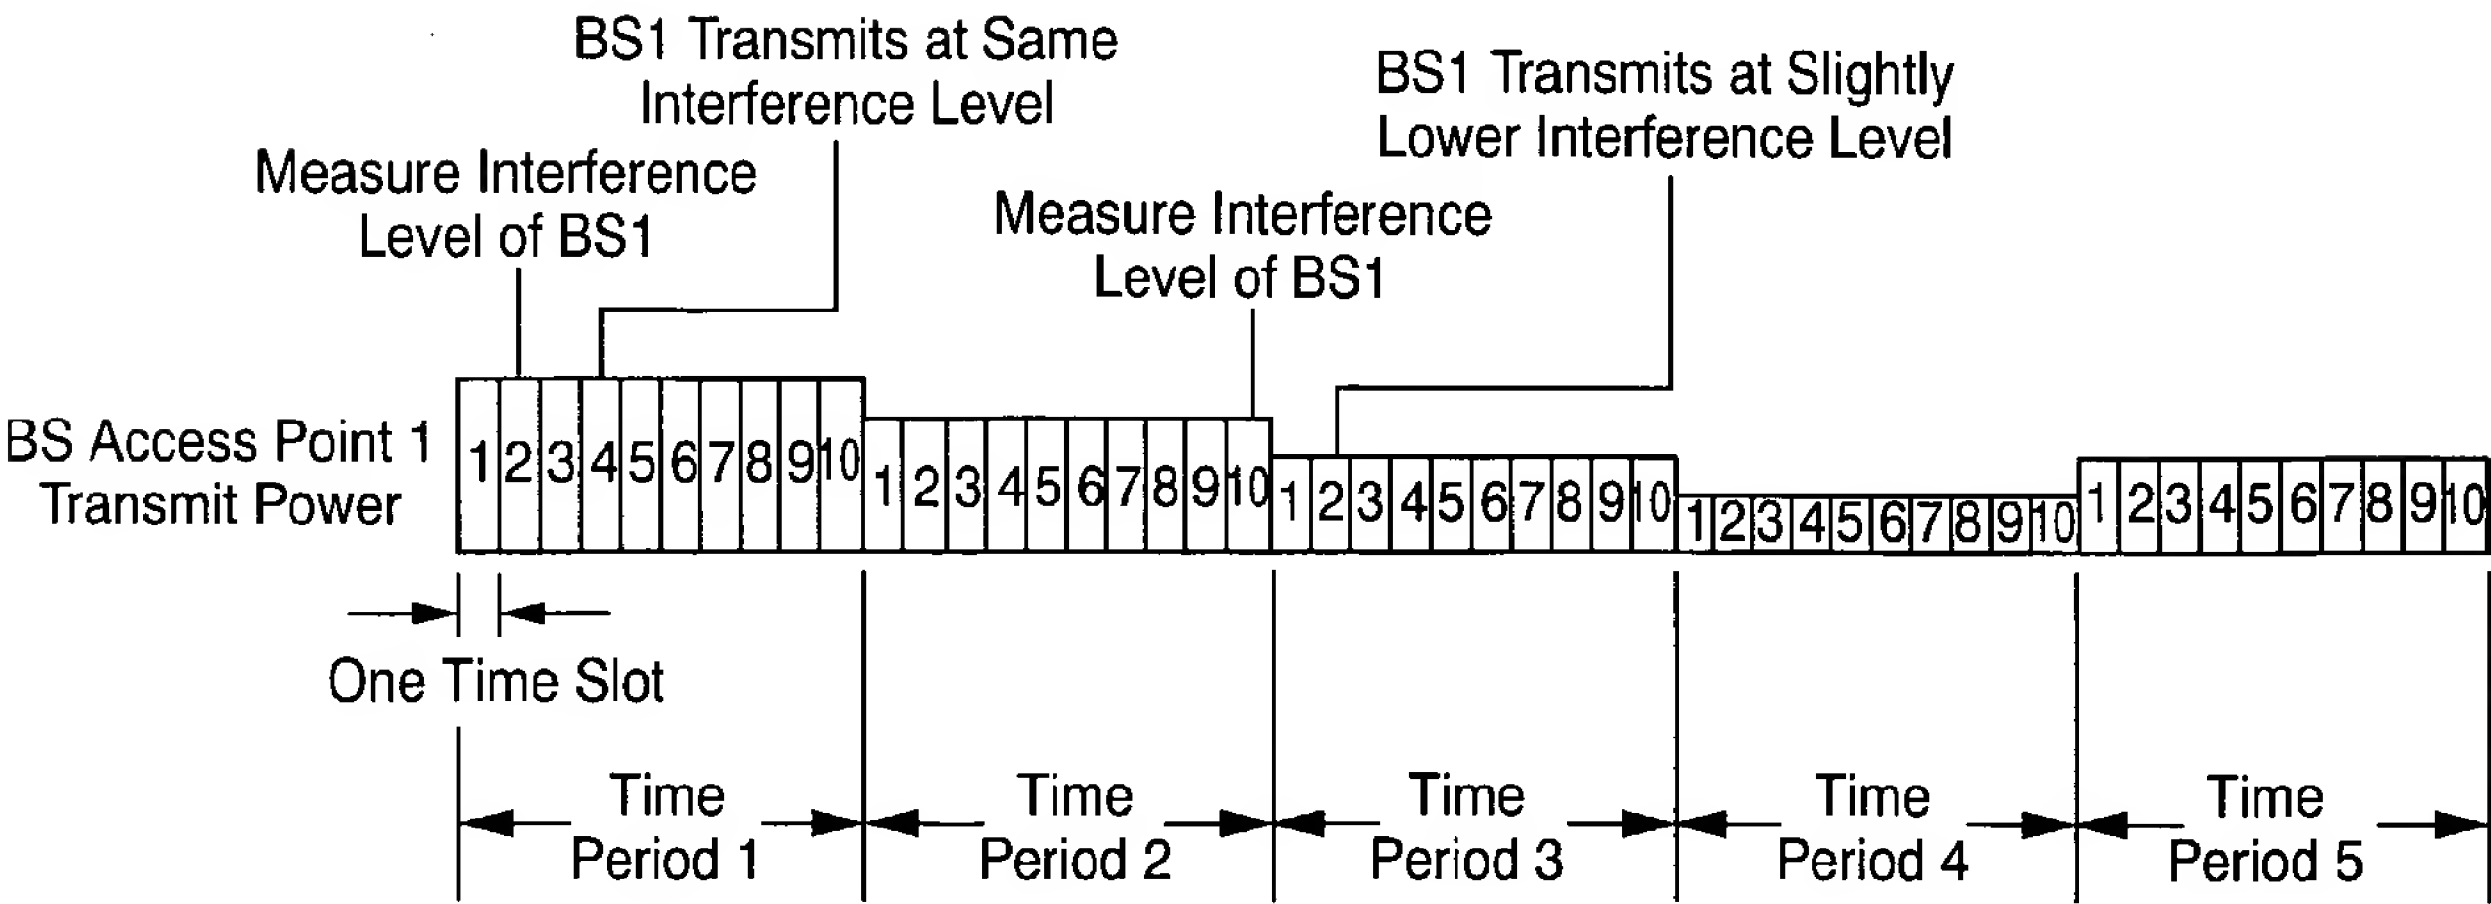 BS1 Transmits at Same
Interference Level
BS1 Transmits at Slightly
Lower Interference Level
Measure Interference
Level of BS1
Measure Interference
Level of BS1
BS Access Point 1
Transmit Power
1 2 3 4 5 6 7 8 9 10 1 2 3 4 5 6 7 8 9 10 1 2 3 4 5 6 7 8 9 10 1 2 3 4 5 6 7 8 9 10 1 2 3 4 5 6 7 8 9 10
One Time Slot
Time
Period 1
Time
Period 2
Time
Period 3
Time
Period 4
Time
Period 5